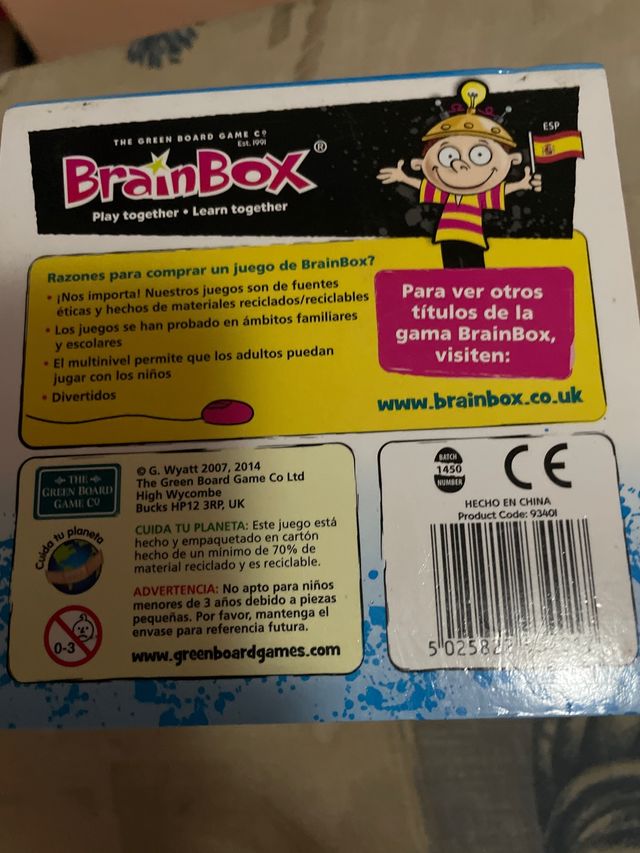 THE GREEN BOARD GAME Cº
Est. 1991
BrainBox®
Play together • Learn together
ESP
Razones para comprar un juego de BrainBox?
• ¡Nos importa! Nuestros juegos son de fuentes
éticas y hechos de materiales reciclados/reciclables
• Los juegos se han probado en ámbitos familiares
y escolares
• El multinivel permite que los adultos puedan
jugar con los niños
• Divertidos
Para ver otros
títulos de la
gama BrainBox,
visiten:
www.brainbox.co.uk
THE
GREEN BOARD
GAME Cº
© G. Wyatt 2007, 2014
The Green Board Game Co Ltd
High Wycombe
Bucks HP12 3RP, UK
Cuida tu planeta
CUIDA TU PLANETA: Este juego está
hecho y empaquetado en cartón
hecho de un mínimo de 70% de
material reciclado y es reciclable.
0-3
ADVERTENCIA: No apto para niños
menores de 3 años debido a piezas
pequeñas. Por favor, mantenga el
envase para referencia futura.
www.greenboardgames.com
BATCH
1450
NUMBER
CE
HECHO EN CHINA
Product Code: 93401
5 02582